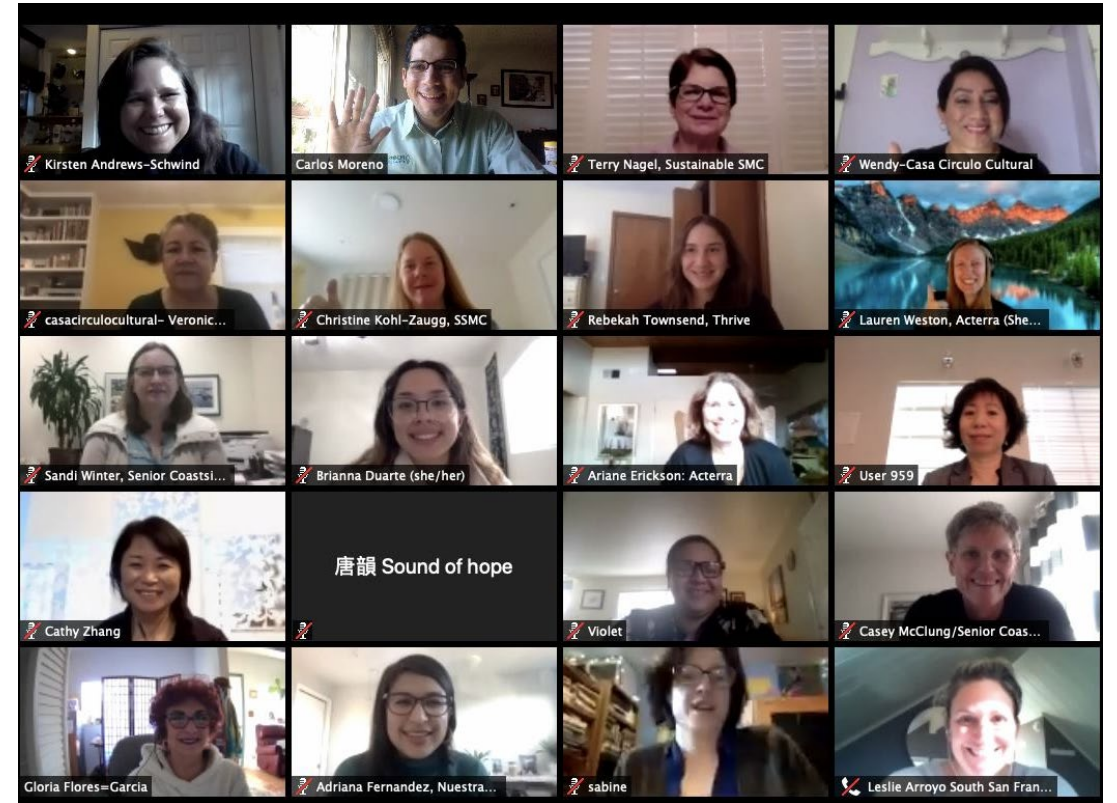 Kirsten Andrews-Schwind
Carlos Moreno
Terry Nagel, Sustainable SMC
Wendy-Casa Circulo Cultural
casacirculocultural- Veronic...
Christine Kohl-Zaugg, SSMC
Rebekah Townsend, Thrive
Lauren Weston, Acterra (She...
Sandi Winter, Senior Coastsi...
Brianna Duarte (she/her)
Ariane Erickson: Acterra
User 959
Cathy Zhang
唐韻 Sound of hope
Violet
Casey McClung/Senior Coas...
Gloria Flores=Garcia
Adriana Fernandez, Nuestra...
sabine
Leslie Arroyo South San Fran...